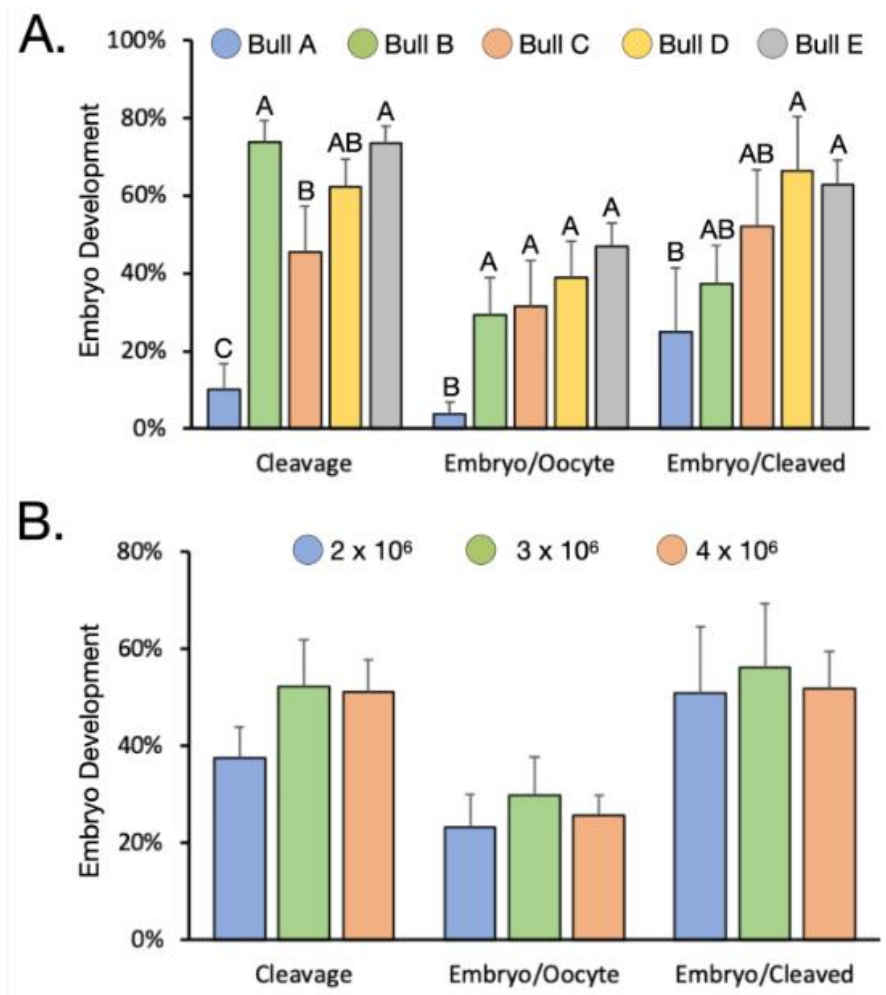 A.
Bull A Bull B Bull C Bull D Bull E
Embryo Development
100%
80%
60%
40%
20%
0%
C A B AB A
B A A A A
B AB AB A A
Cleavage Embryo/Oocyte Embryo/Cleaved
B.
2 x 10⁶ 3 x 10⁶ 4 x 10⁶
Embryo Development
80%
60%
40%
20%
0%
Cleavage Embryo/Oocyte Embryo/Cleaved